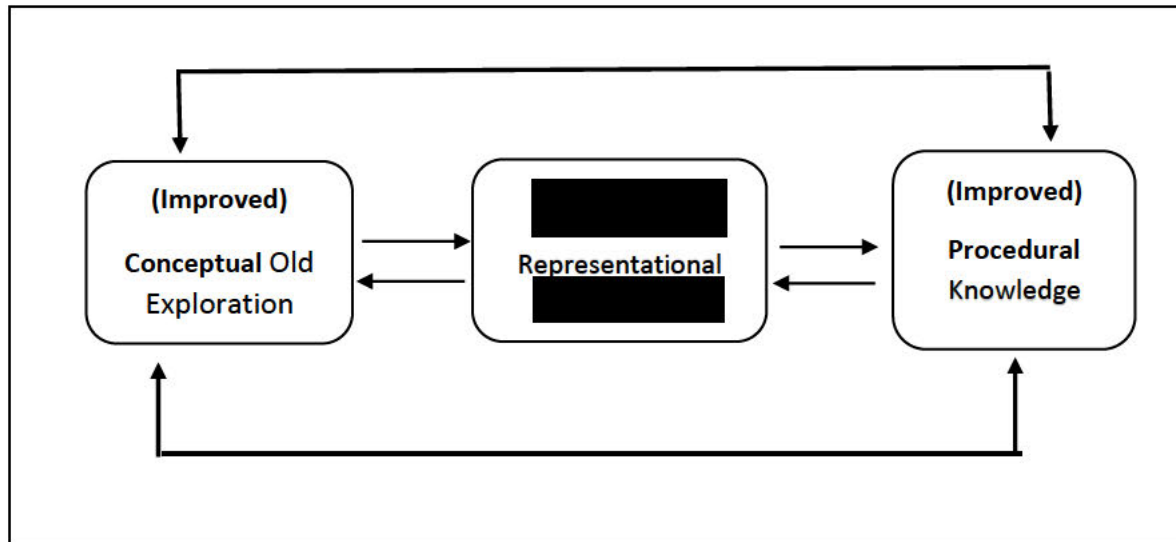 (Improved)
Conceptual Old
Exploration
Representational
(Improved)
Procedural
Knowledge